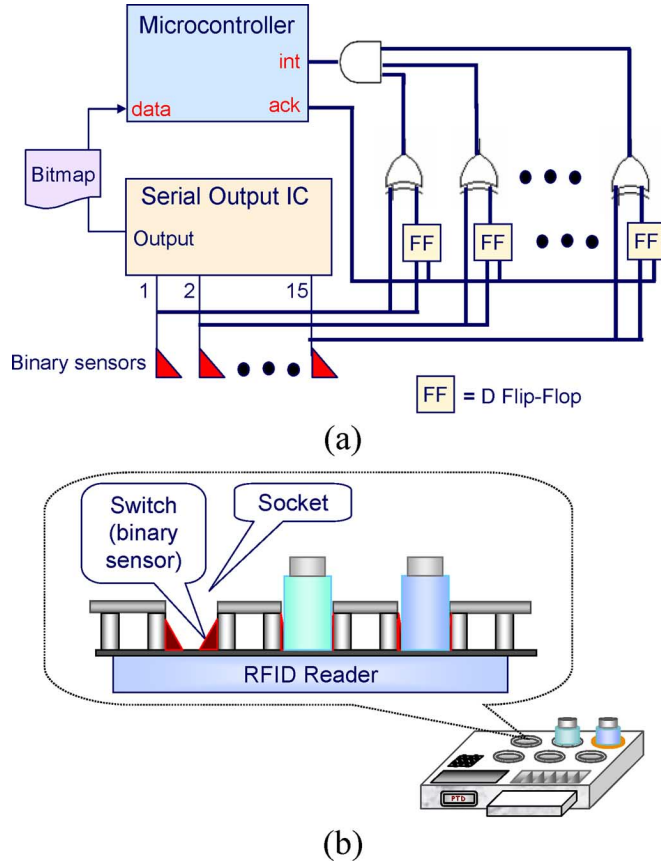 Microcontroller
int
data
ack
Bitmap
Serial Output IC
Output
FF
FF
FF
1
2
15
Binary sensors
FF
= D Flip-Flop
(a)
Switch
(binary
sensor)
Socket
RFID Reader
PTD
(b)